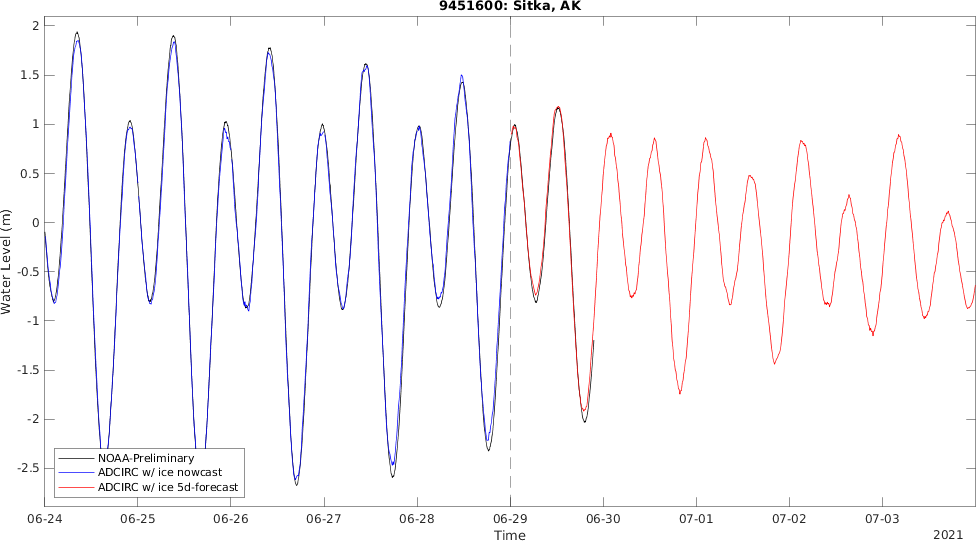 9451600: Sitka, AK
Water Level (m)
2
1.5
1
0.5
0
-0.5
-1
-1.5
-2
-2.5
NOAA-Preliminary
ADCIRC w/ ice nowcast
ADCIRC w/ ice 5d-forecast
06-24 06-25 06-26 06-27 06-28 06-29 06-30 07-01 07-02 07-03
Time
2021